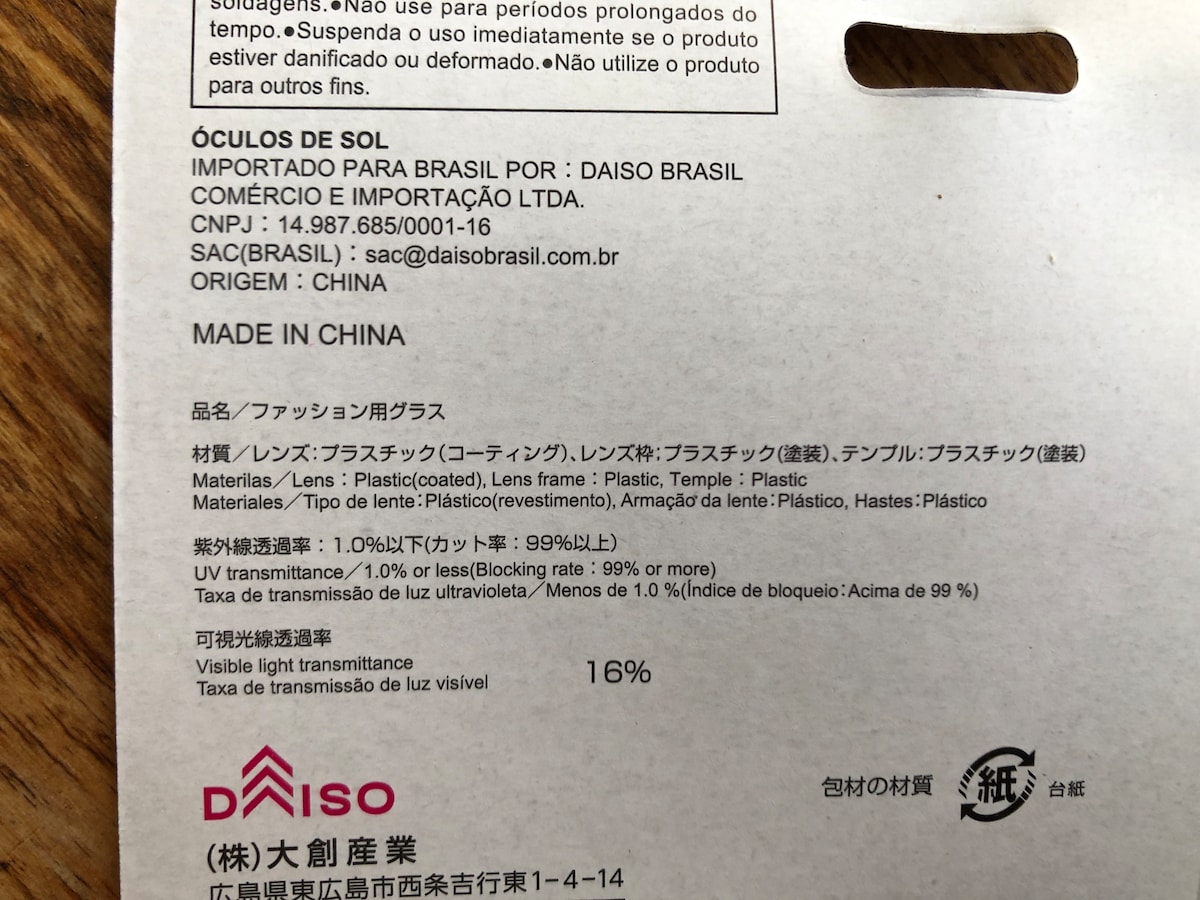 soldagens.●Não use para períodos prolongados do
tempo.●Suspenda o uso imediatamente se o produto
estiver danificado ou deformado.●Não utilize o produto
para outros fins.
ÓCULOS DE SOL
IMPORTADO PARA BRASIL POR：DAISO BRASIL
COMÉRCIO E IMPORTAÇÃO LTDA.
CNPJ：14.987.685/0001-16
SAC(BRASIL)：sac@daisobrasil.com.br
ORIGEM：CHINA
MADE IN CHINA
品名／ファッション用グラス
材質／レンズ：プラスチック(コーティング)、レンズ枠：プラスチック(塗装)、テンプル：プラスチック(塗装)
Materilas／Lens：Plastic(coated), Lens frame：Plastic, Temple：Plastic
Materiales／Tipo de lente：Plástico(revestimento), Armação da lente：Plástico, Hastes：Plástico
紫外線透過率：1.0%以下(カット率：99%以上)
UV transmittance／1.0% or less(Blocking rate：99% or more)
Taxa de transmissão de luz ultravioleta／Menos de 1.0 %(Índice de bloqueio：Acima de 99 %)
可視光線透過率
Visible light transmittance
Taxa de transmissão de luz visível
16%
DAISO
包材の材質 紙 台紙
(株)大創産業
広島県東広島市西条吉行東1-4-14